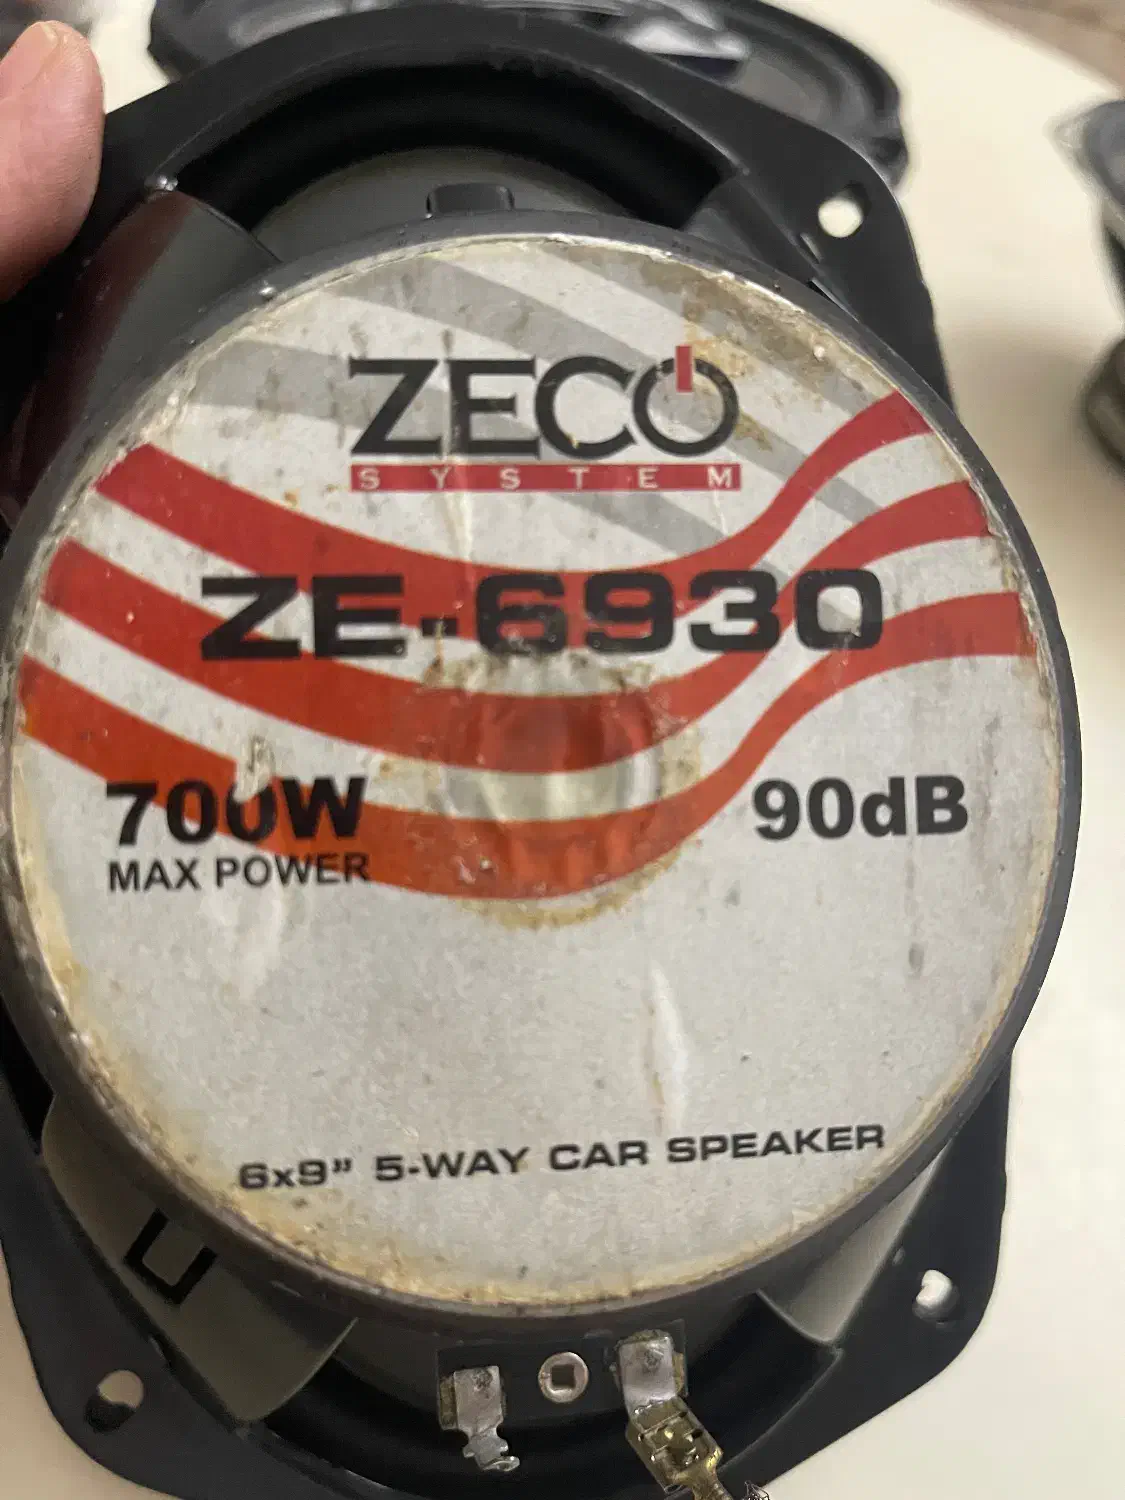 ZECO
SYSTEM
ZE-6930
700W
MAX POWER
90dB
6x9” 5-WAY CAR SPEAKER